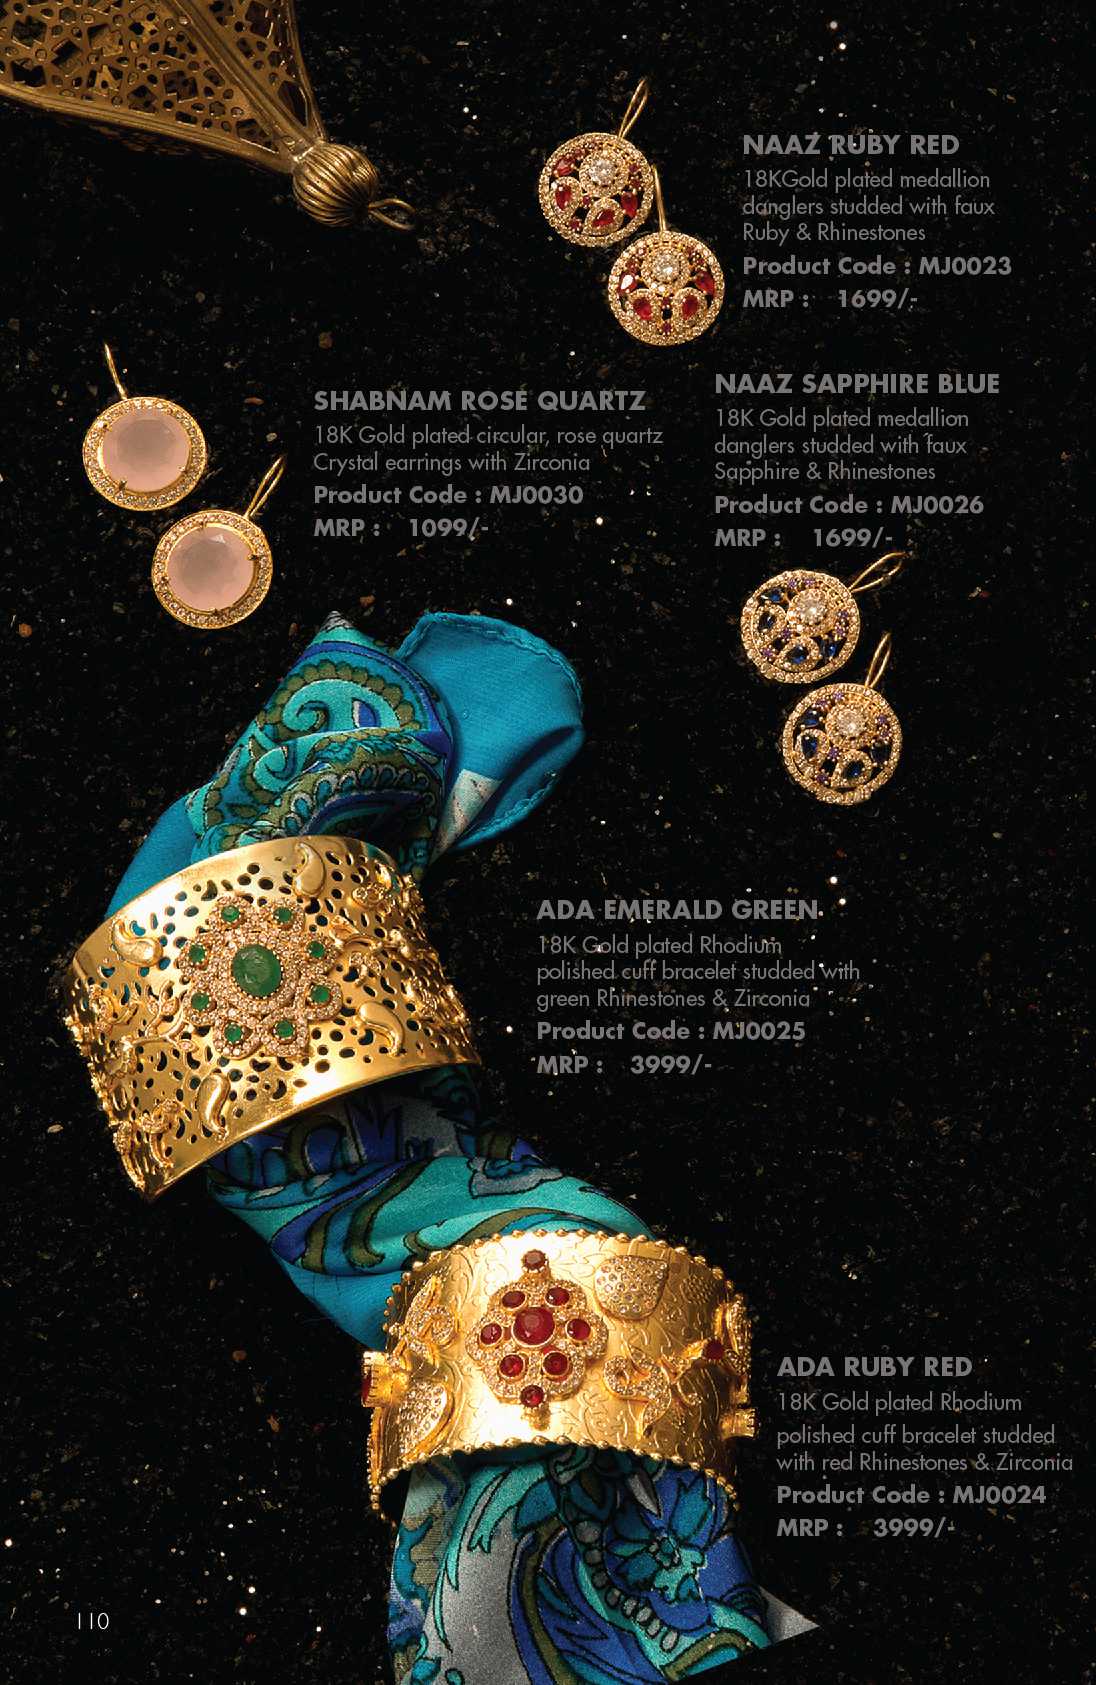 NAAZ RUBY RED
18KGold plated medallion
danglers studded with faux
Ruby & Rhinestones
Product Code : MJ0023
MRP : 1699/-
SHABNAM ROSE QUARTZ
18K Gold plated circular, rose quartz
Crystal earrings with Zirconia
Product Code : MJ0030
MRP : 1099/-
NAAZ SAPPHIRE BLUE
18K Gold plated medallion
danglers studded with faux
Sapphire & Rhinestones
Product Code : MJ0026
MRP : 1699/-
ADA EMERALD GREEN
18K Gold plated Rhodium
polished cuff bracelet studded with
green Rhinestones & Zirconia
Product Code : MJ0025
MRP : 3999/-
ADA RUBY RED
18K Gold plated Rhodium
polished cuff bracelet studded
with red Rhinestones & Zirconia
Product Code : MJ0024
MRP : 3999/-
110